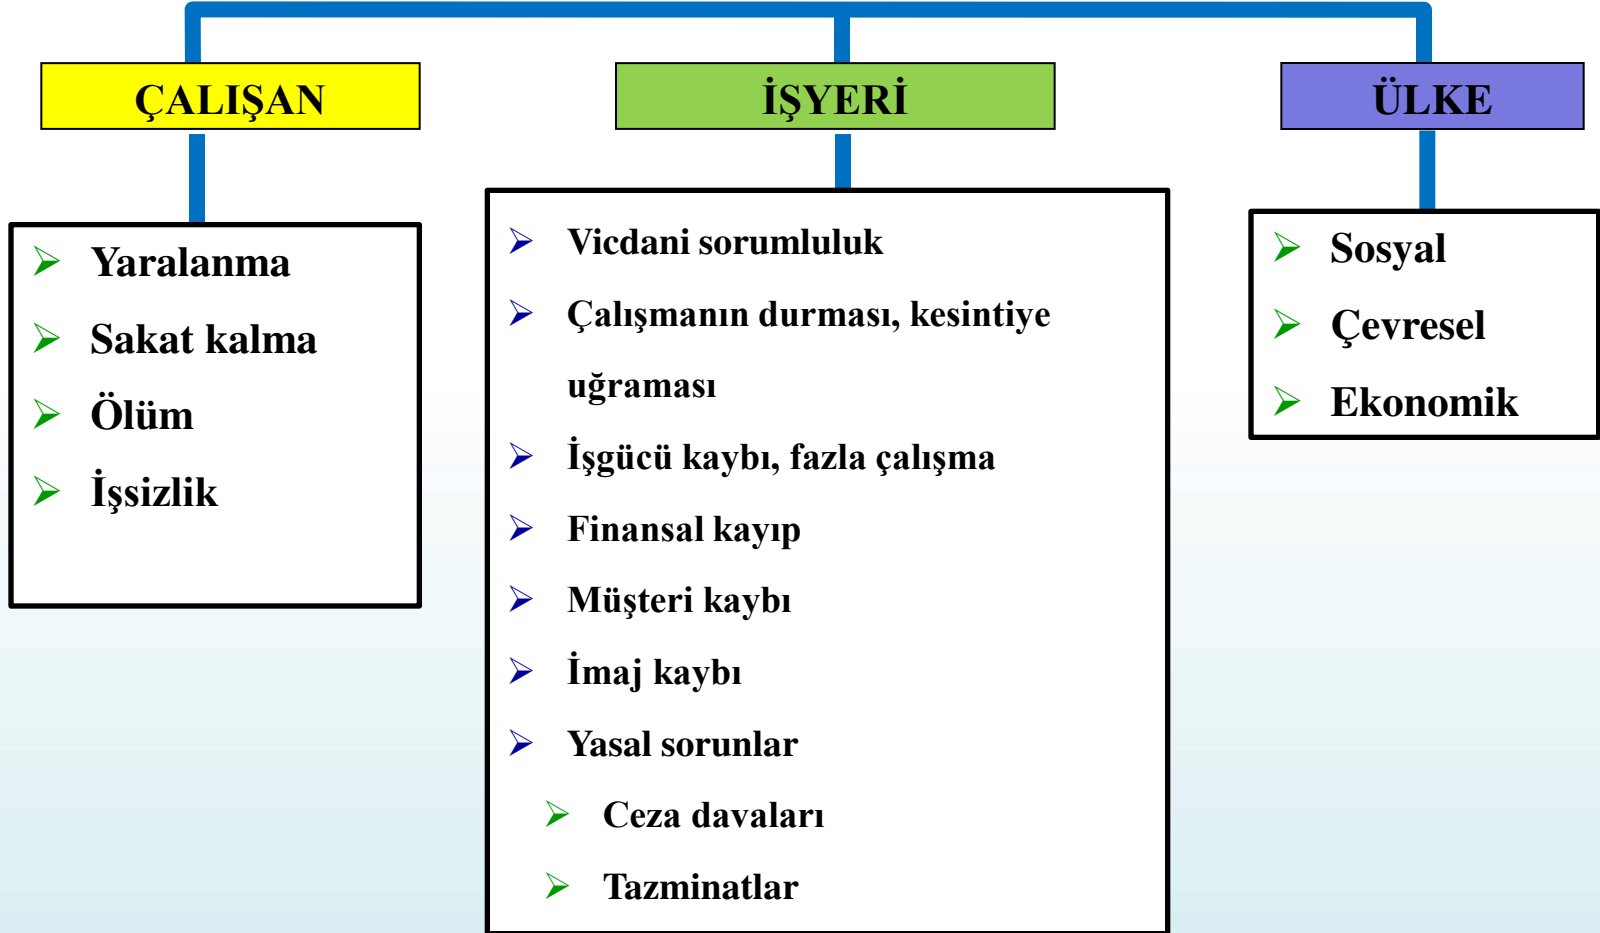 ÇALIŞAN
Yaralanma
Sakat kalma
Ölüm
İşsizlik
İŞYERİ
Vicdani sorumluluk
Çalışmanın durması, kesintiye
uğraması
İşgücü kaybı, fazla çalışma
Finansal kayıp
Müşteri kaybı
İmaj kaybı
Yasal sorunlar
Ceza davaları
Tazminatlar
ÜLKE
Sosyal
Çevresel
Ekonomik